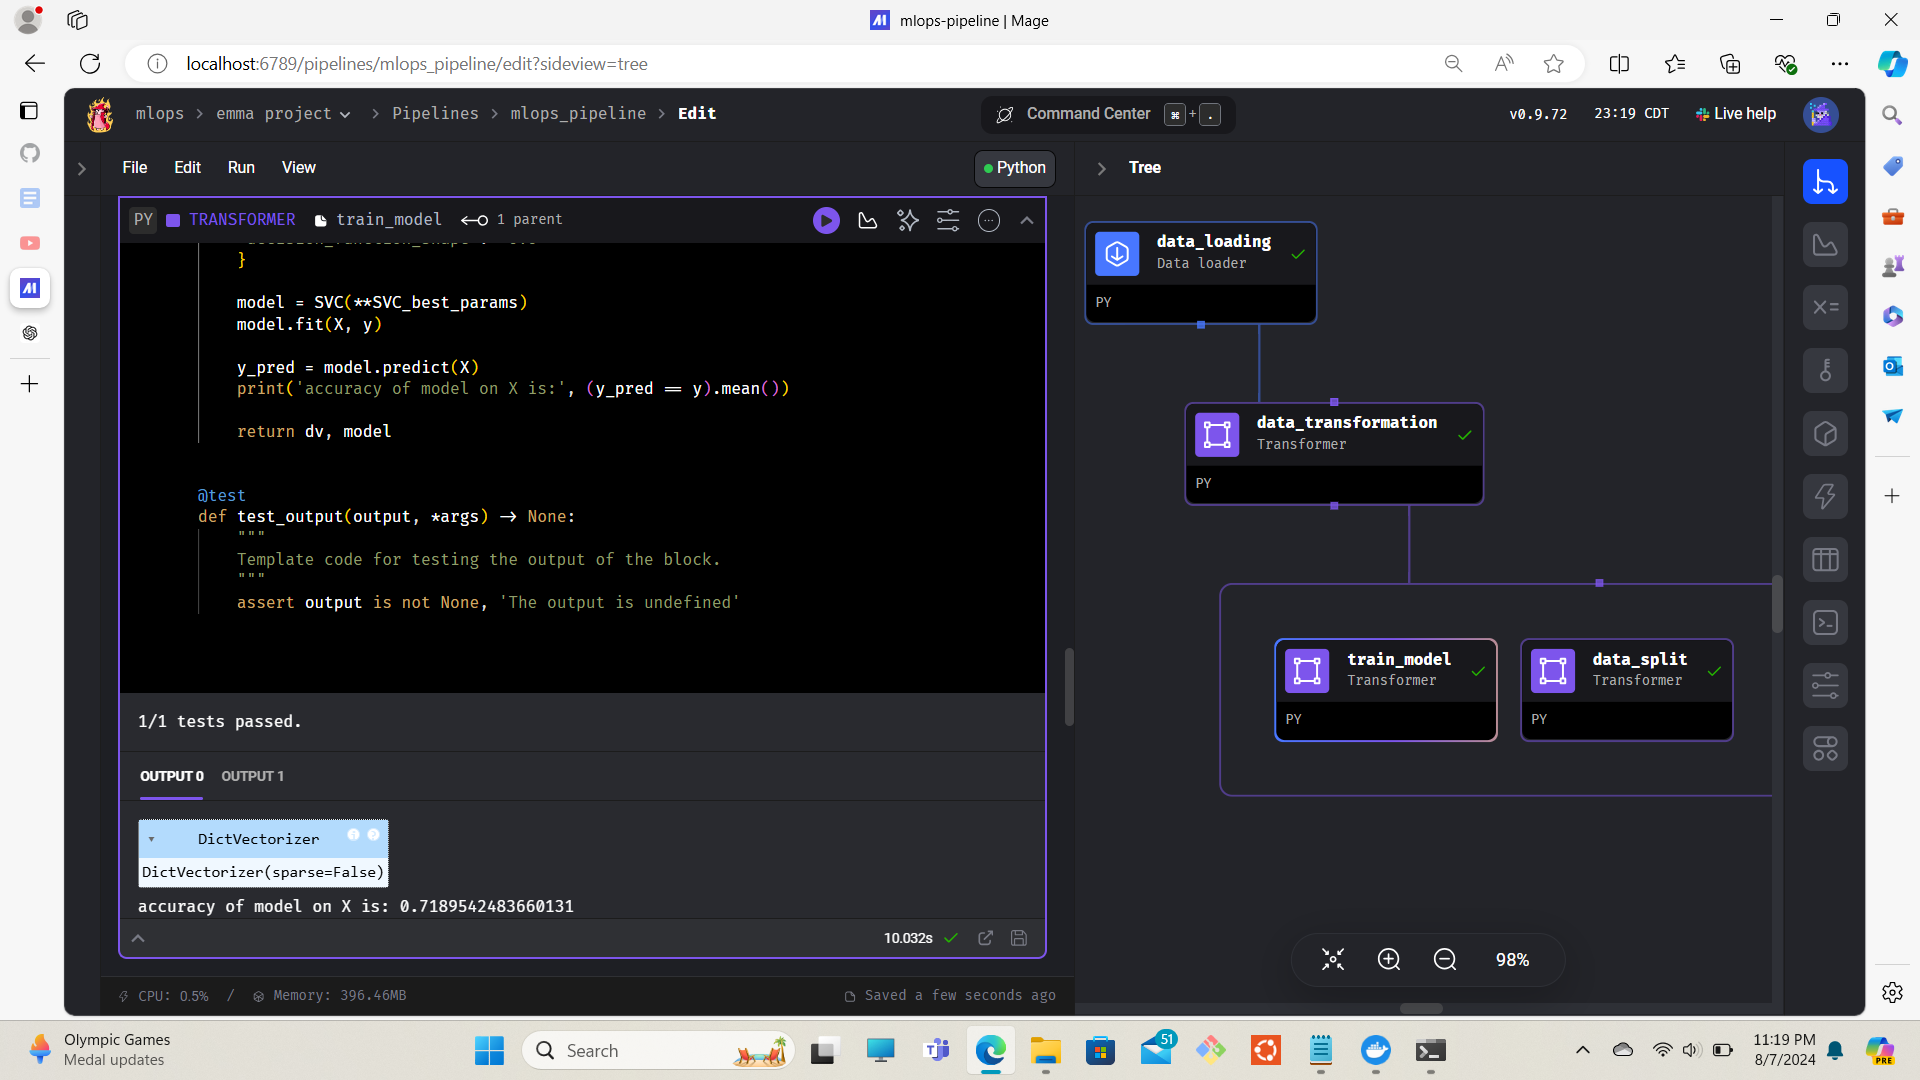 mlops-pipeline | Mage
localhost:6789/pipelines/mlops_pipeline/edit?sideview=tree
mlops > emma project > Pipelines > mlops_pipeline > Edit
Command Center ⌘ + .
v0.9.72 23:19 CDT Live help
File Edit Run View
Python
Tree
PY TRANSFORMER train_model 1 parent
}
model = SVC(**SVC_best_params)
model.fit(X, y)
y_pred = model.predict(X)
print('accuracy of model on X is:', (y_pred == y).mean())
return dv, model
@test
def test_output(output, *args) -> None:
"""
Template code for testing the output of the block.
"""
assert output is not None, 'The output is undefined'
1/1 tests passed.
OUTPUT 0 OUTPUT 1
DictVectorizer
DictVectorizer(sparse=False)
accuracy of model on X is: 0.7189542483660131
10.032s
CPU: 0.5% / Memory: 396.46MB
Saved a few seconds ago
data_loading
Data loader
PY
data_transformation
Transformer
PY
train_model
Transformer
PY
data_split
Transformer
PY
98%
Olympic Games
Medal updates
Search
51
11:19 PM
8/7/2024
PRE